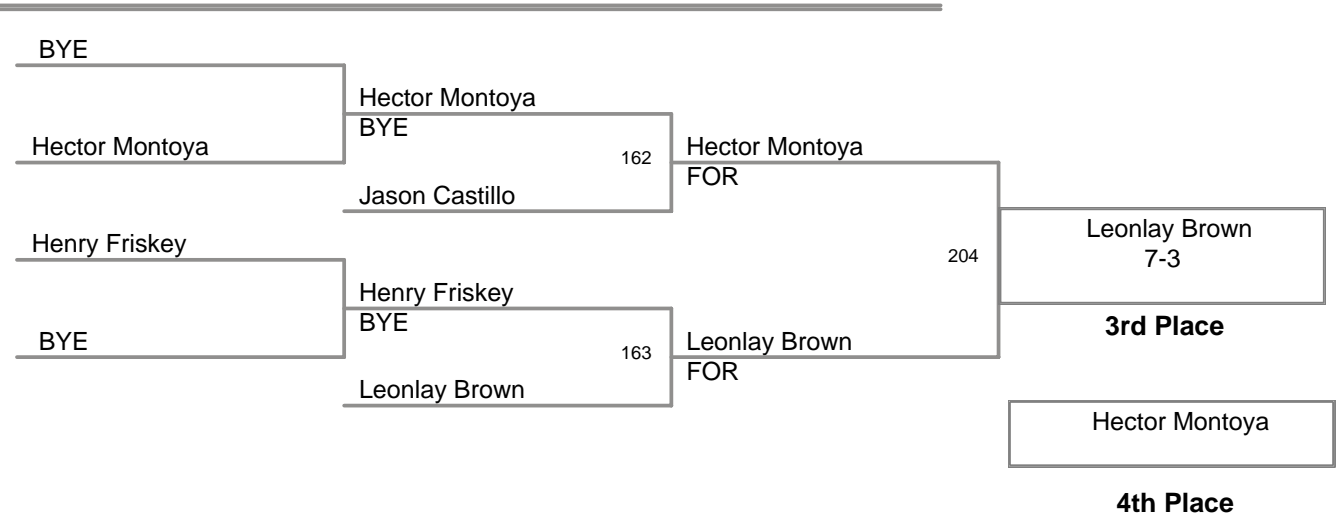 BYE
Hector Montoya
BYE
Hector Montoya
162
Hector Montoya
FOR
Jason Castillo
Henry Friskey
204
Leonlay Brown
7-3
Henry Friskey
BYE
3rd Place
BYE
163
Leonlay Brown
FOR
Leonlay Brown
Hector Montoya
4th Place